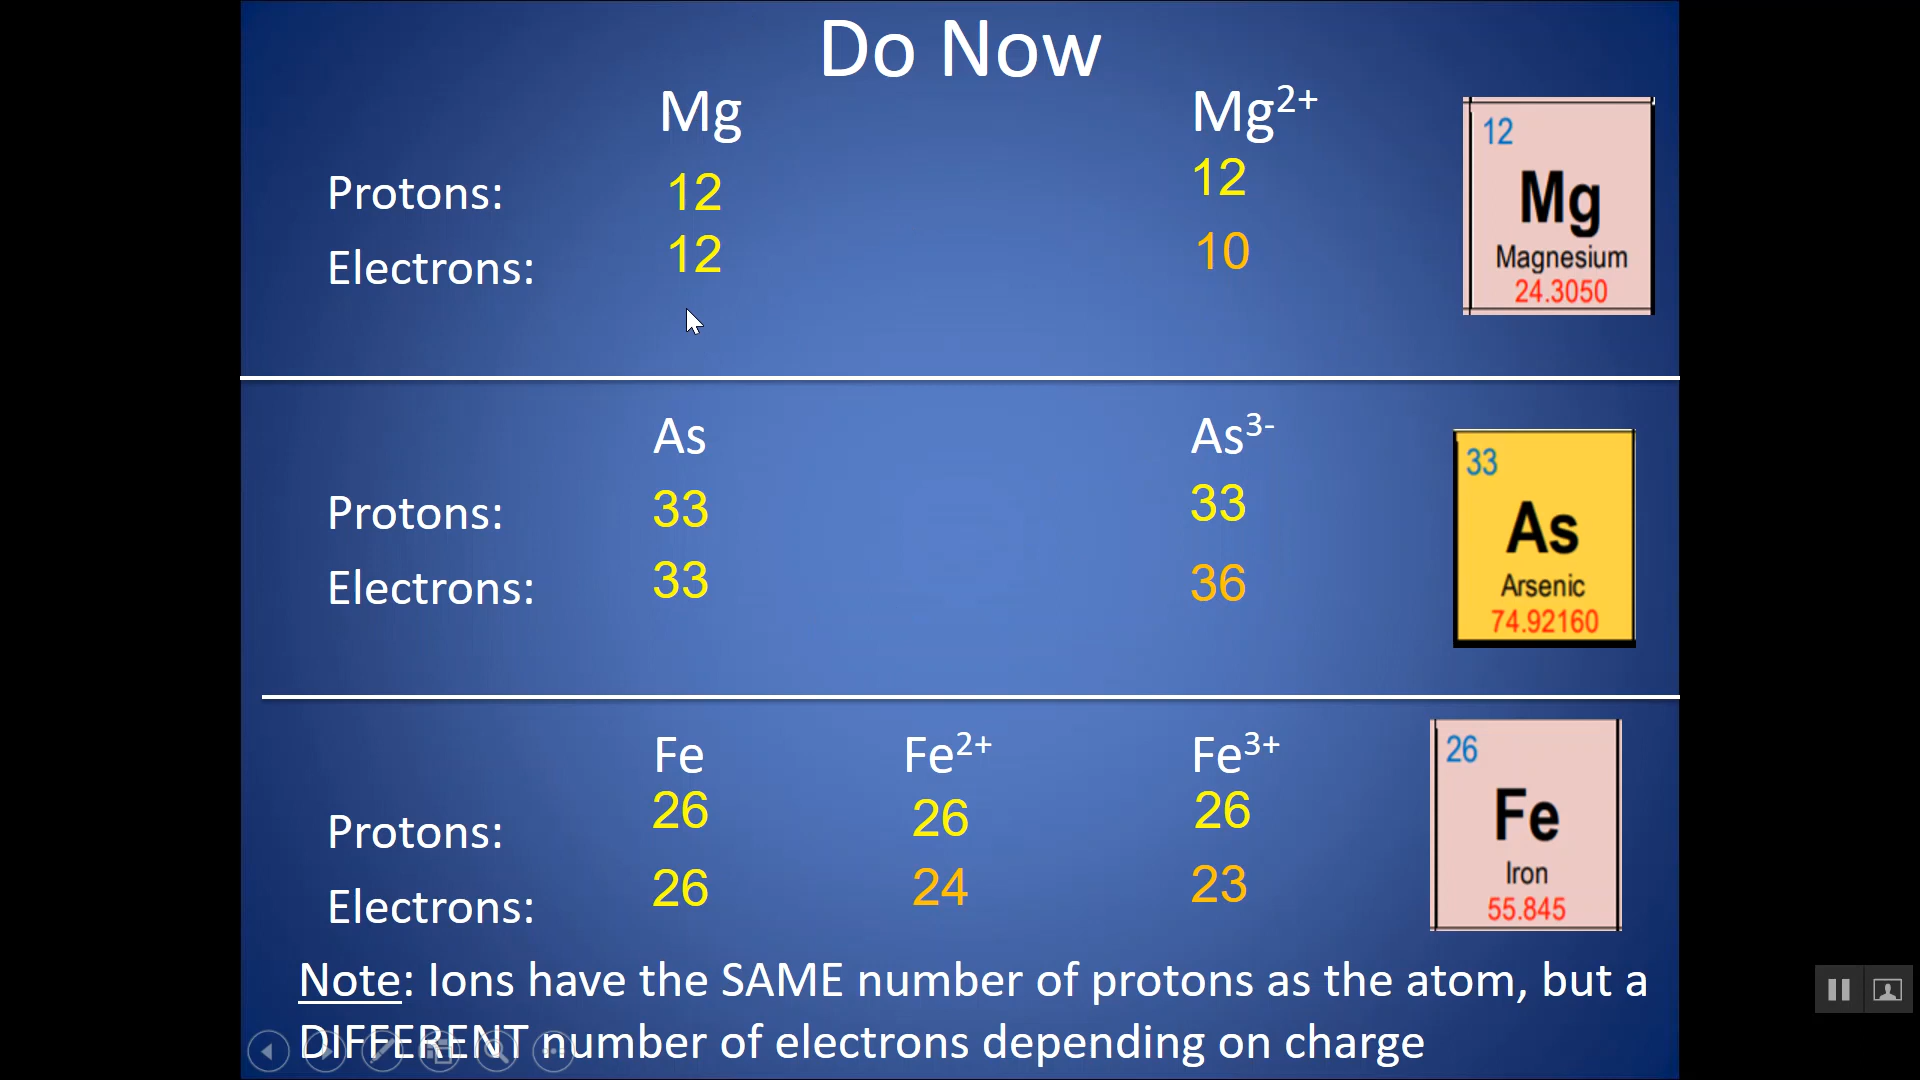 Do Now
Mg Mg²⁺
Protons: 12 12
Electrons: 12 10
12
Mg
Magnesium
24.3050
As As³⁻
Protons: 33 33
Electrons: 33 36
33
As
Arsenic
74.92160
Fe Fe²⁺ Fe³⁺
Protons: 26 26 26
Electrons: 26 24 23
26
Fe
Iron
55.845
Note: Ions have the SAME number of protons as the atom, but a
DIFFERENT number of electrons depending on charge